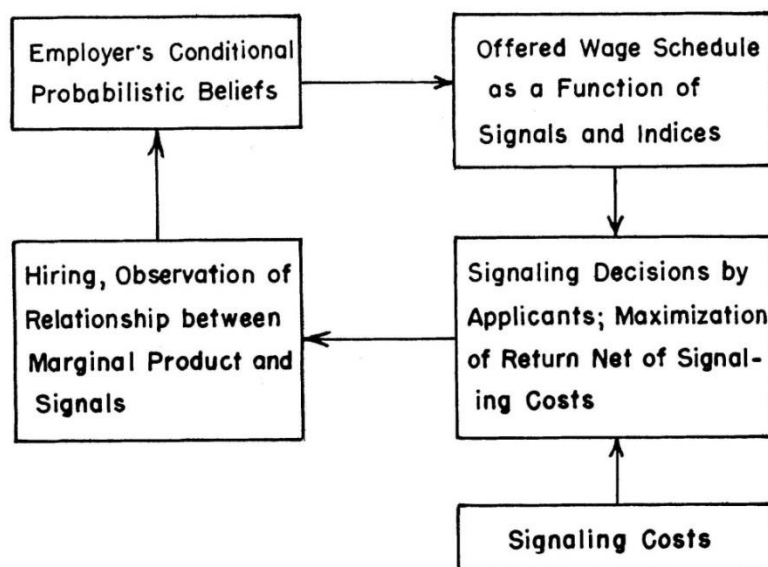 Employer's Conditional
Probabilistic Beliefs
Offered Wage Schedule
as a Function of
Signals and Indices
Hiring, Observation of
Relationship between
Marginal Product and
Signals
Signaling Decisions by
Applicants; Maximization
of Return Net of Signal-
ing Costs
Signaling Costs